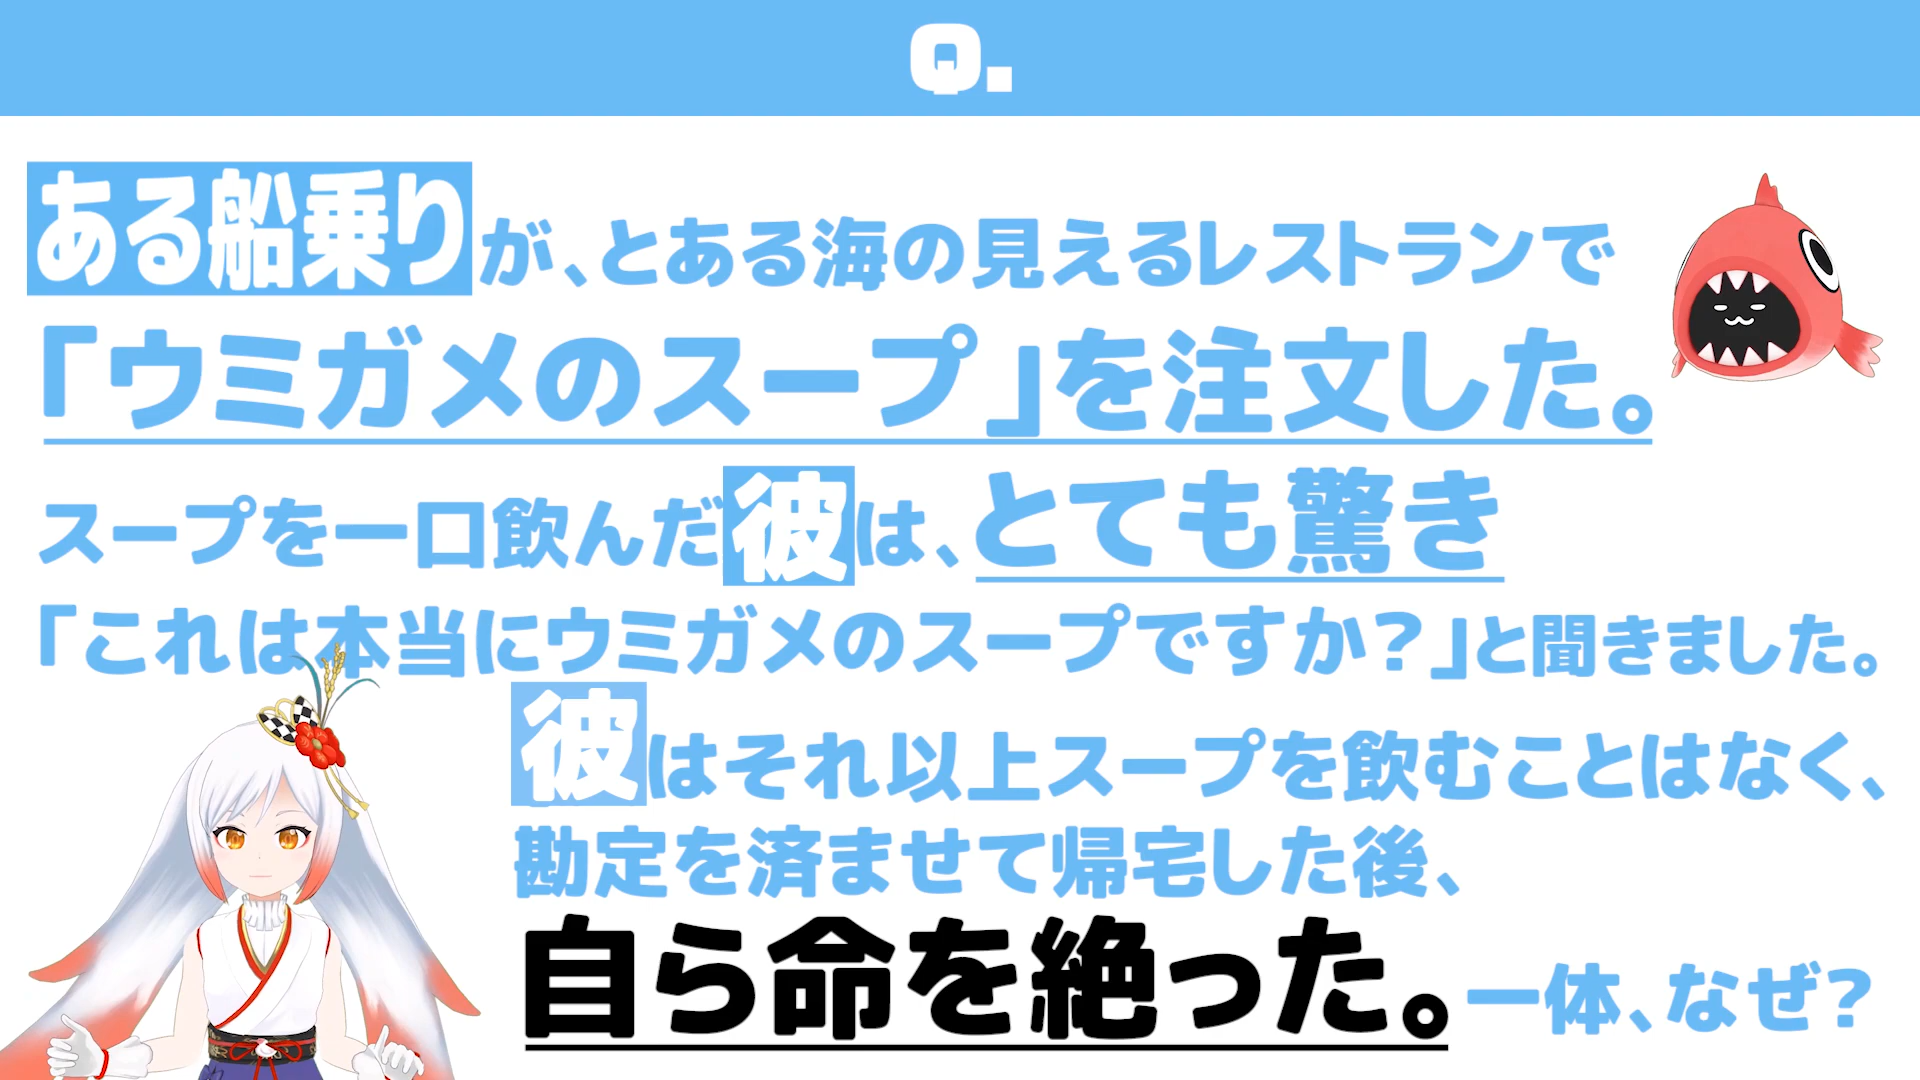 Q.
ある船乗りが、とある海の見えるレストランで
「ウミガメのスープ」を注文した。
スープを一口飲んだ彼は、とても驚き
「これは本当にウミガメのスープですか?」と聞きました。
彼はそれ以上スープを飲むことはなく、
勘定を済ませて帰宅した後、
自ら命を絶った。一体、なぜ?